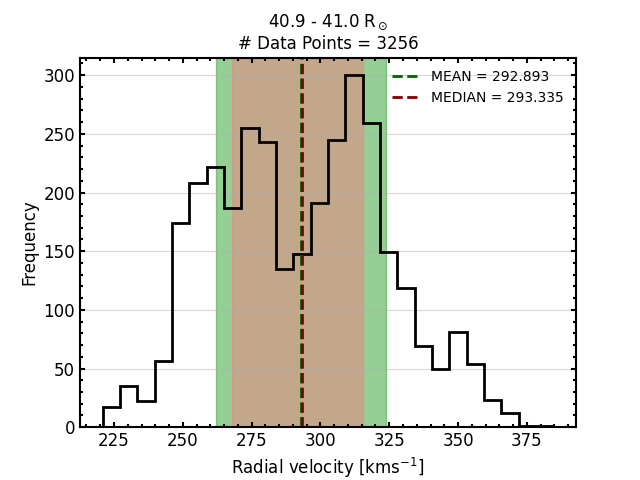 40.9 - 41.0 R☉
# Data Points = 3256
MEAN = 292.893
MEDIAN = 293.335
Frequency
300
250
200
150
100
50
0
225 250 275 300 325 350 375
Radial velocity [kms⁻¹]